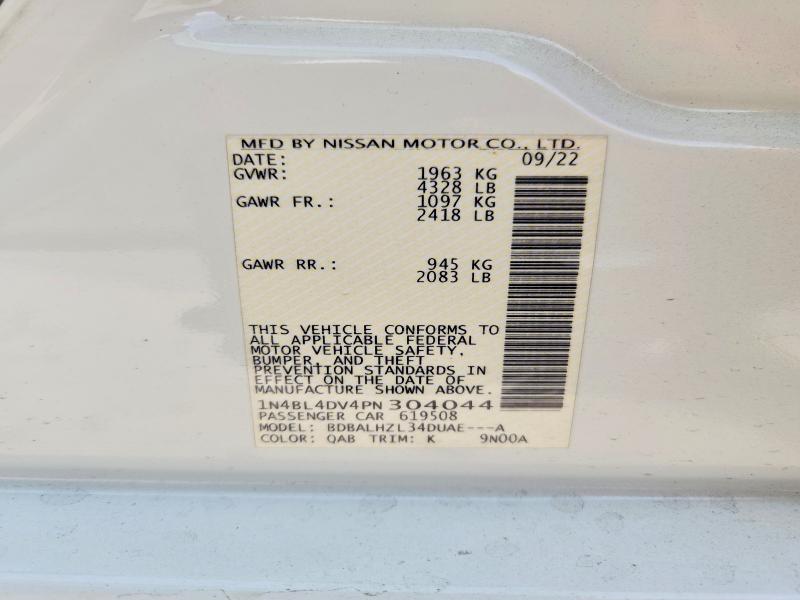 MFD BY NISSAN MOTOR CO., LTD.
DATE: 09/22
GVWR: 1963 KG
4328 LB
GAWR FR.: 1097 KG
2418 LB
GAWR RR.: 945 KG
2083 LB
THIS VEHICLE CONFORMS TO
ALL APPLICABLE FEDERAL
MOTOR VEHICLE SAFETY,
BUMPER, AND THEFT
PREVENTION STANDARDS IN
EFFECT ON THE DATE OF
MANUFACTURE SHOWN ABOVE.
1N4BL4DV4PN304044
PASSENGER CAR 619508
MODEL: BDBALHZL34DUAE---A
COLOR: QAB TRIM: K 9N00A